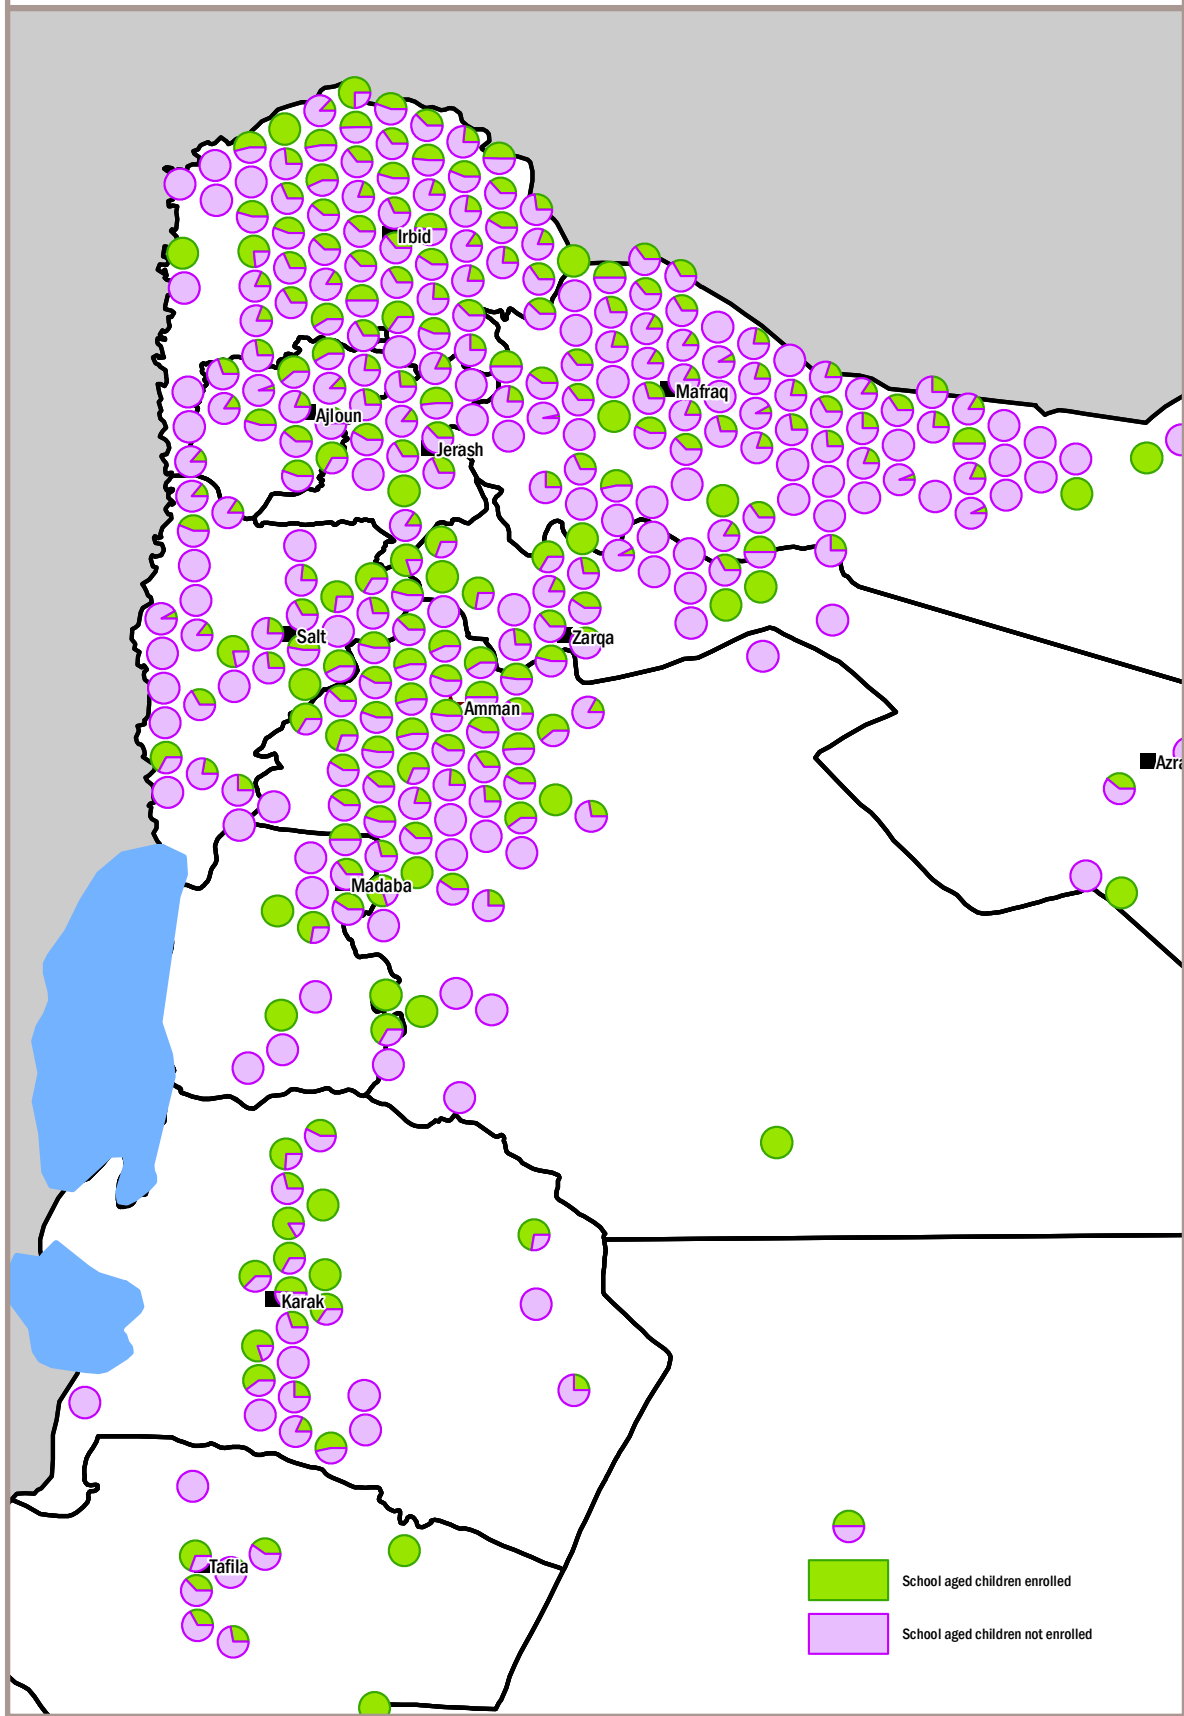 Irbid
Mafraq
Ajloun
Jerash
Salt
Zarqa
Amman
Azra
Madaba
Karak
Tafila
School aged children enrolled
School aged children not enrolled